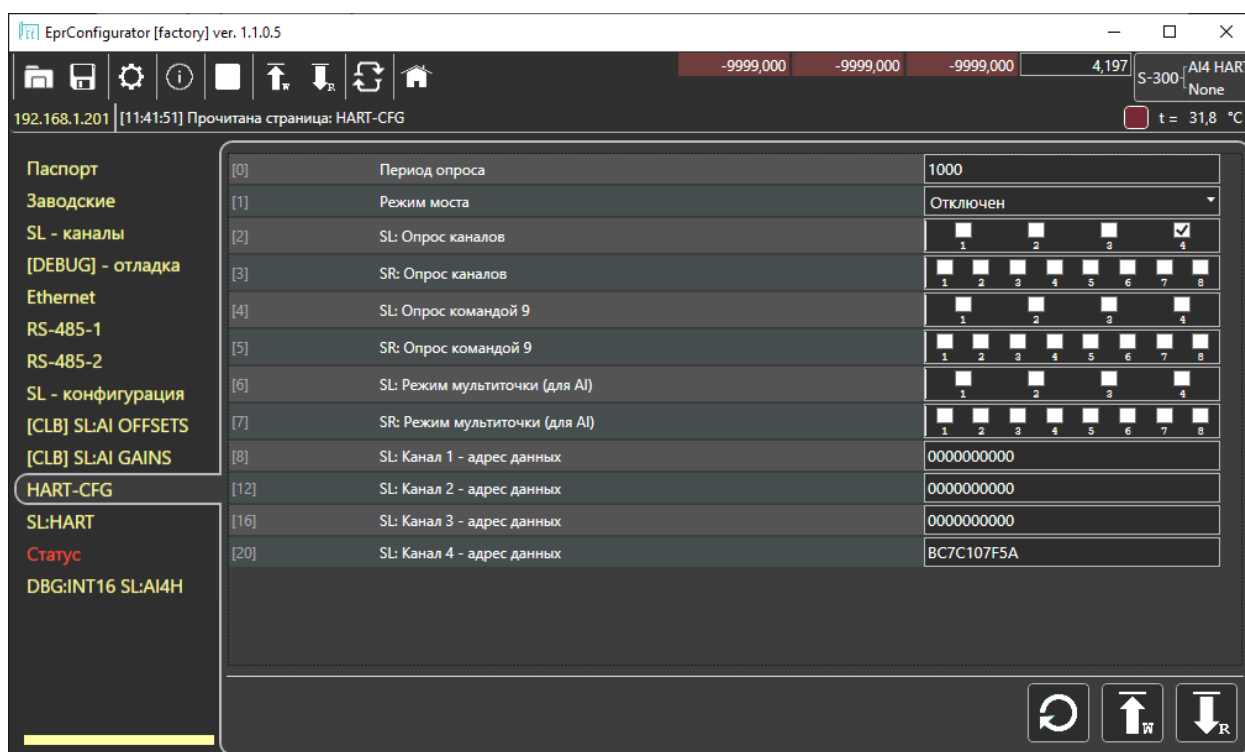 EprConfigurator [factory] ver. 1.1.0.5
-9999,000 -9999,000 -9999,000 4,197
S-300 AI4 HART
None
W R
192.168.1.201 [11:41:51] Прочитана страница: HART-CFG t = 31,8 °C
Паспорт
Заводские
SL - каналы
[DEBUG] - отладка
Ethernet
RS-485-1
RS-485-2
SL - конфигурация
[CLB] SL:AI OFFSETS
[CLB] SL:AI GAINS
HART-CFG
SL:HART
Статус
DBG:INT16 SL:AI4H
[0] Период опроса 1000
[1] Режим моста Отключен
[2] SL: Опрос каналов 1 2 3 4
[3] SR: Опрос каналов 1 2 3 4 5 6 7 8
[4] SL: Опрос командой 9 1 2 3 4
[5] SR: Опрос командой 9 1 2 3 4 5 6 7 8
[6] SL: Режим мультиточки (для AI) 1 2 3 4
[7] SR: Режим мультиточки (для AI) 1 2 3 4 5 6 7 8
[8] SL: Канал 1 - адрес данных 0000000000
[12] SL: Канал 2 - адрес данных 0000000000
[16] SL: Канал 3 - адрес данных 0000000000
[20] SL: Канал 4 - адрес данных BC7C107F5A
W R